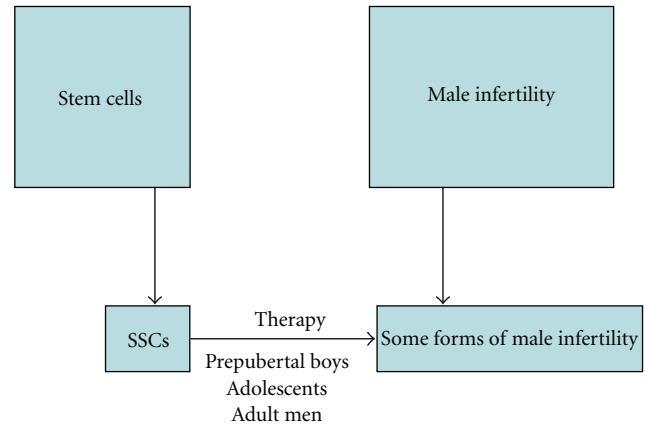 Stem cells
Male infertility
SSCs
Therapy
Prepubertal boys
Adolescents
Adult men
Some forms of male infertility